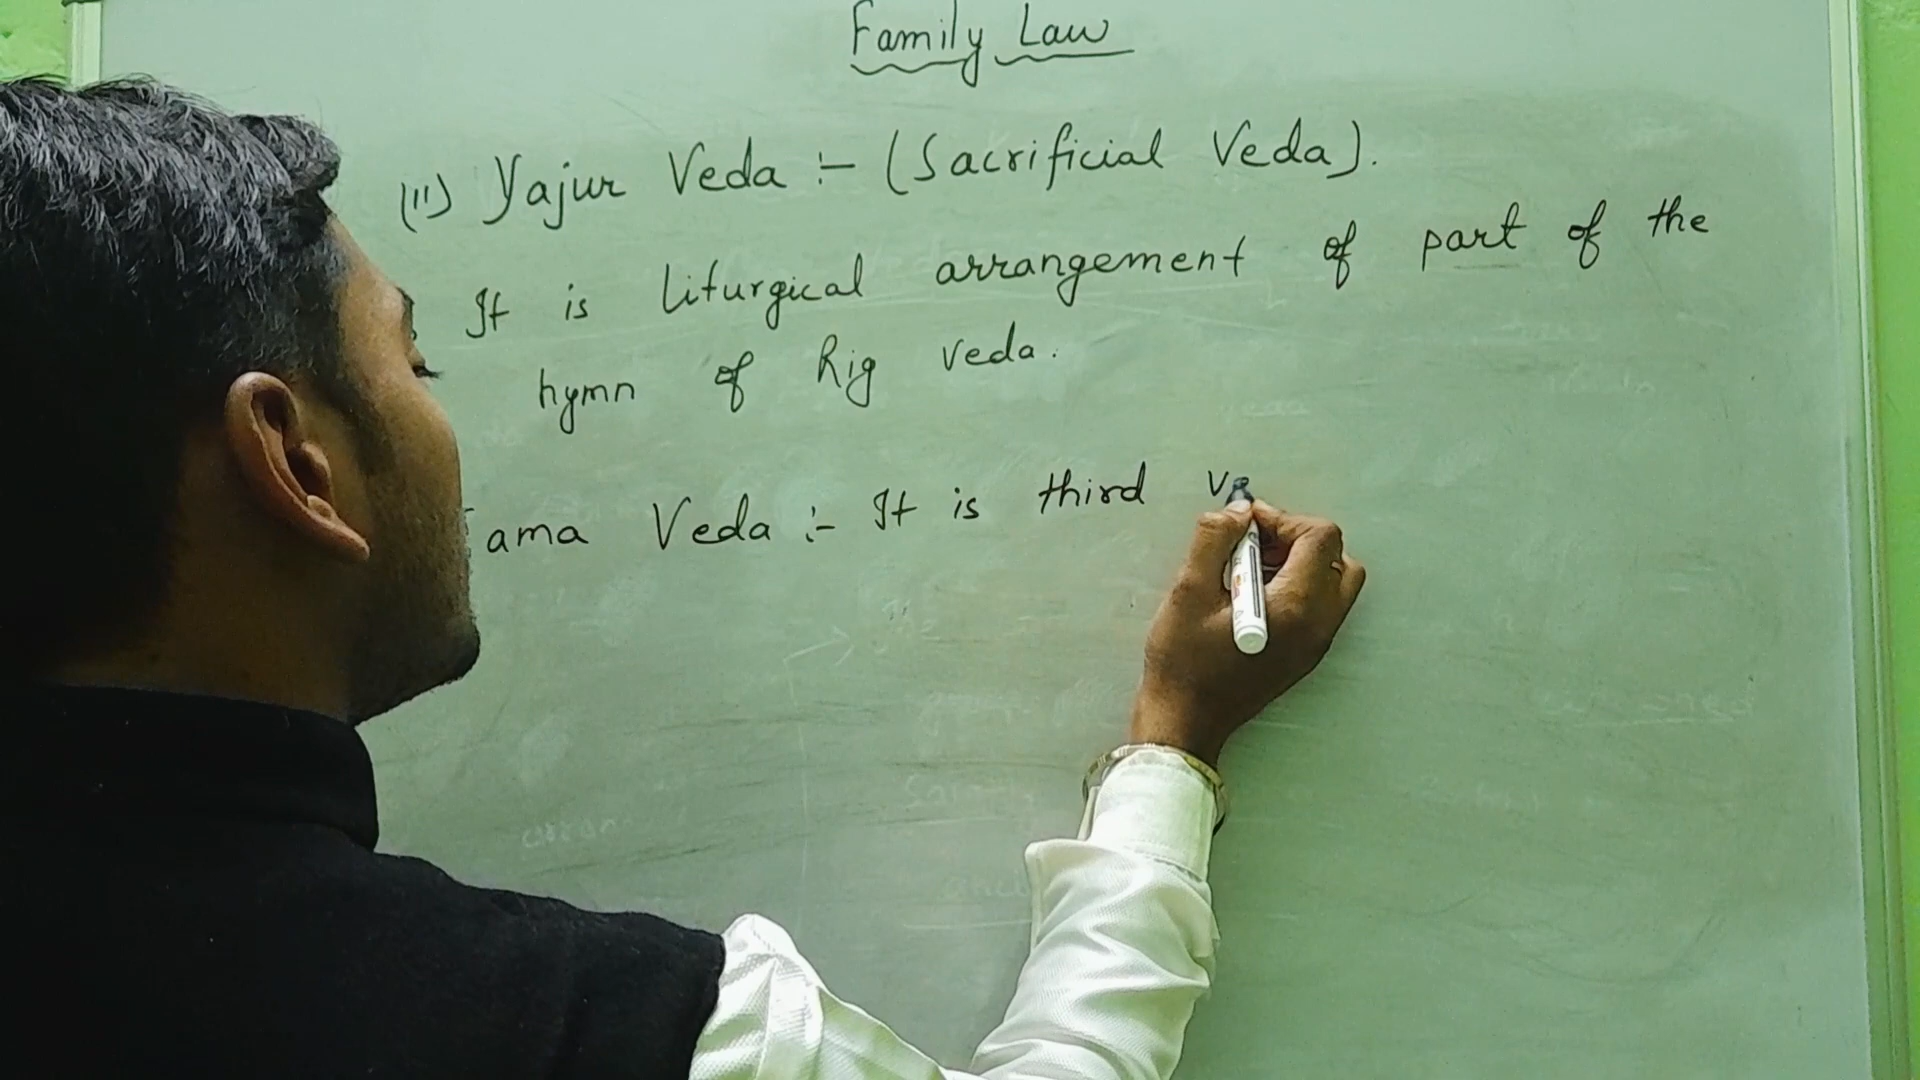 Family Law
(ii) Yajur Veda :- (Sacrificial Veda).
It is liturgical arrangement of part of the
hymn of Rig veda.
ama Veda :- It is third ve